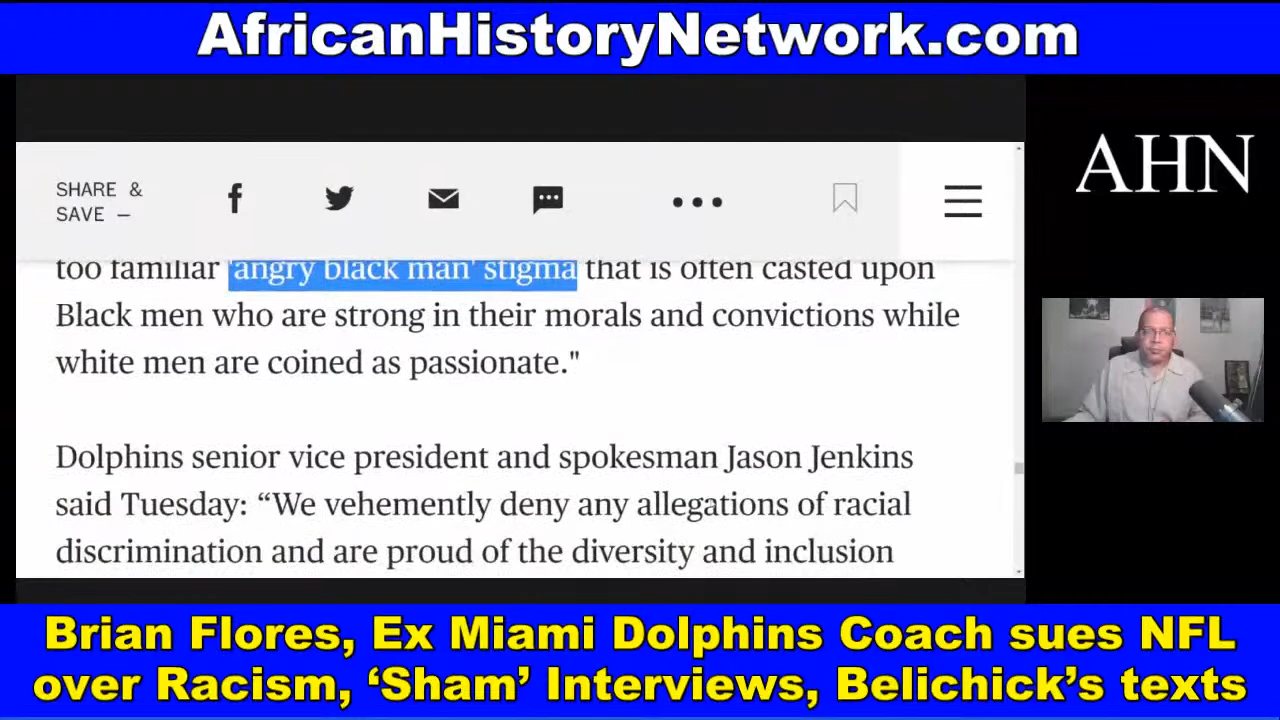 AfricanHistoryNetwork.com
AHN
SHARE &
SAVE —
too familiar 'angry black man' stigma that is often casted upon
Black men who are strong in their morals and convictions while
white men are coined as passionate."
Dolphins senior vice president and spokesman Jason Jenkins
said Tuesday: “We vehemently deny any allegations of racial
discrimination and are proud of the diversity and inclusion
Brian Flores, Ex Miami Dolphins Coach sues NFL
over Racism, ‘Sham’ Interviews, Belichick’s texts